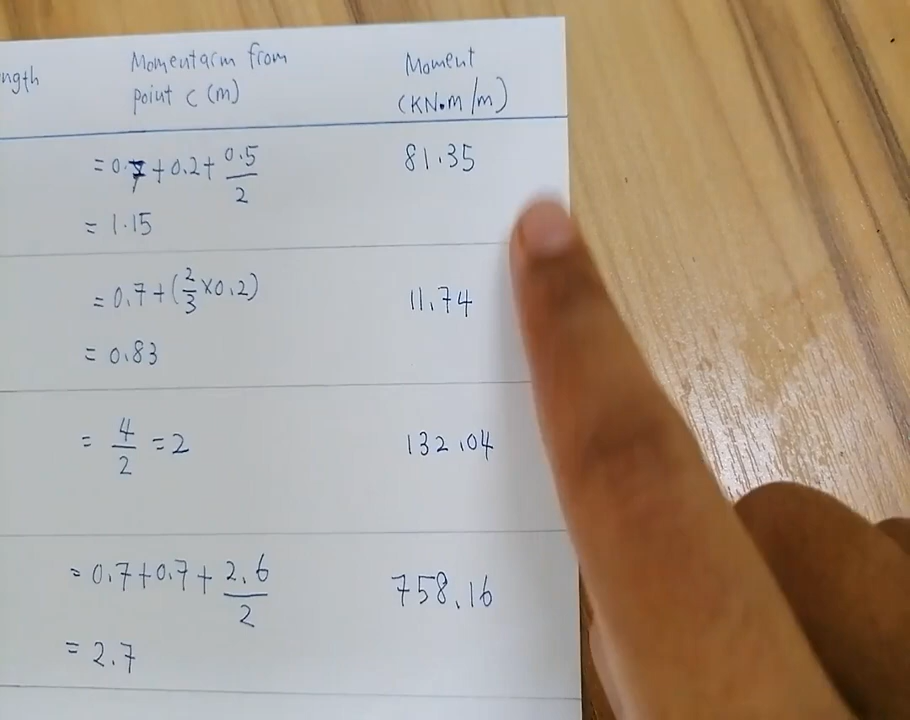 ngth
Momentarm from
point C (m)
Moment
(KN•m/m)
= 0.7 + 0.2 + 0.5/2
= 1.15
81.35
= 0.7 + (2/3 × 0.2)
= 0.83
11.74
= 4/2 = 2
132.04
= 0.7 + 0.7 + 2.6/2
= 2.7
758.16